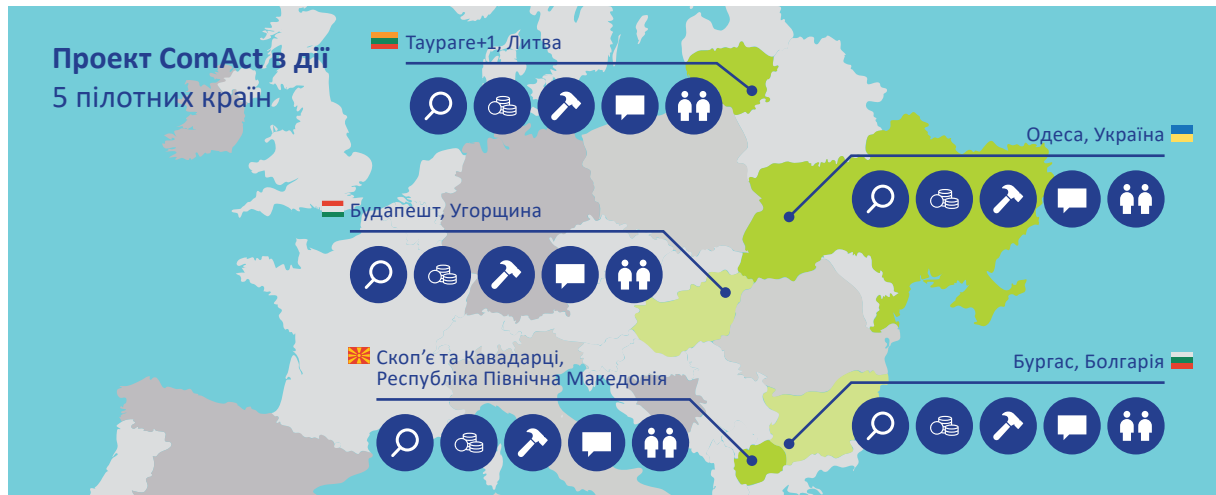 Проект ComAct в дії
5 пілотних країн
Таураге+1, Литва
Одеса, Україна
Будапешт, Угорщина
Скоп’є та Кавадарці,
Республіка Північна Македонія
Бургас, Болгарія